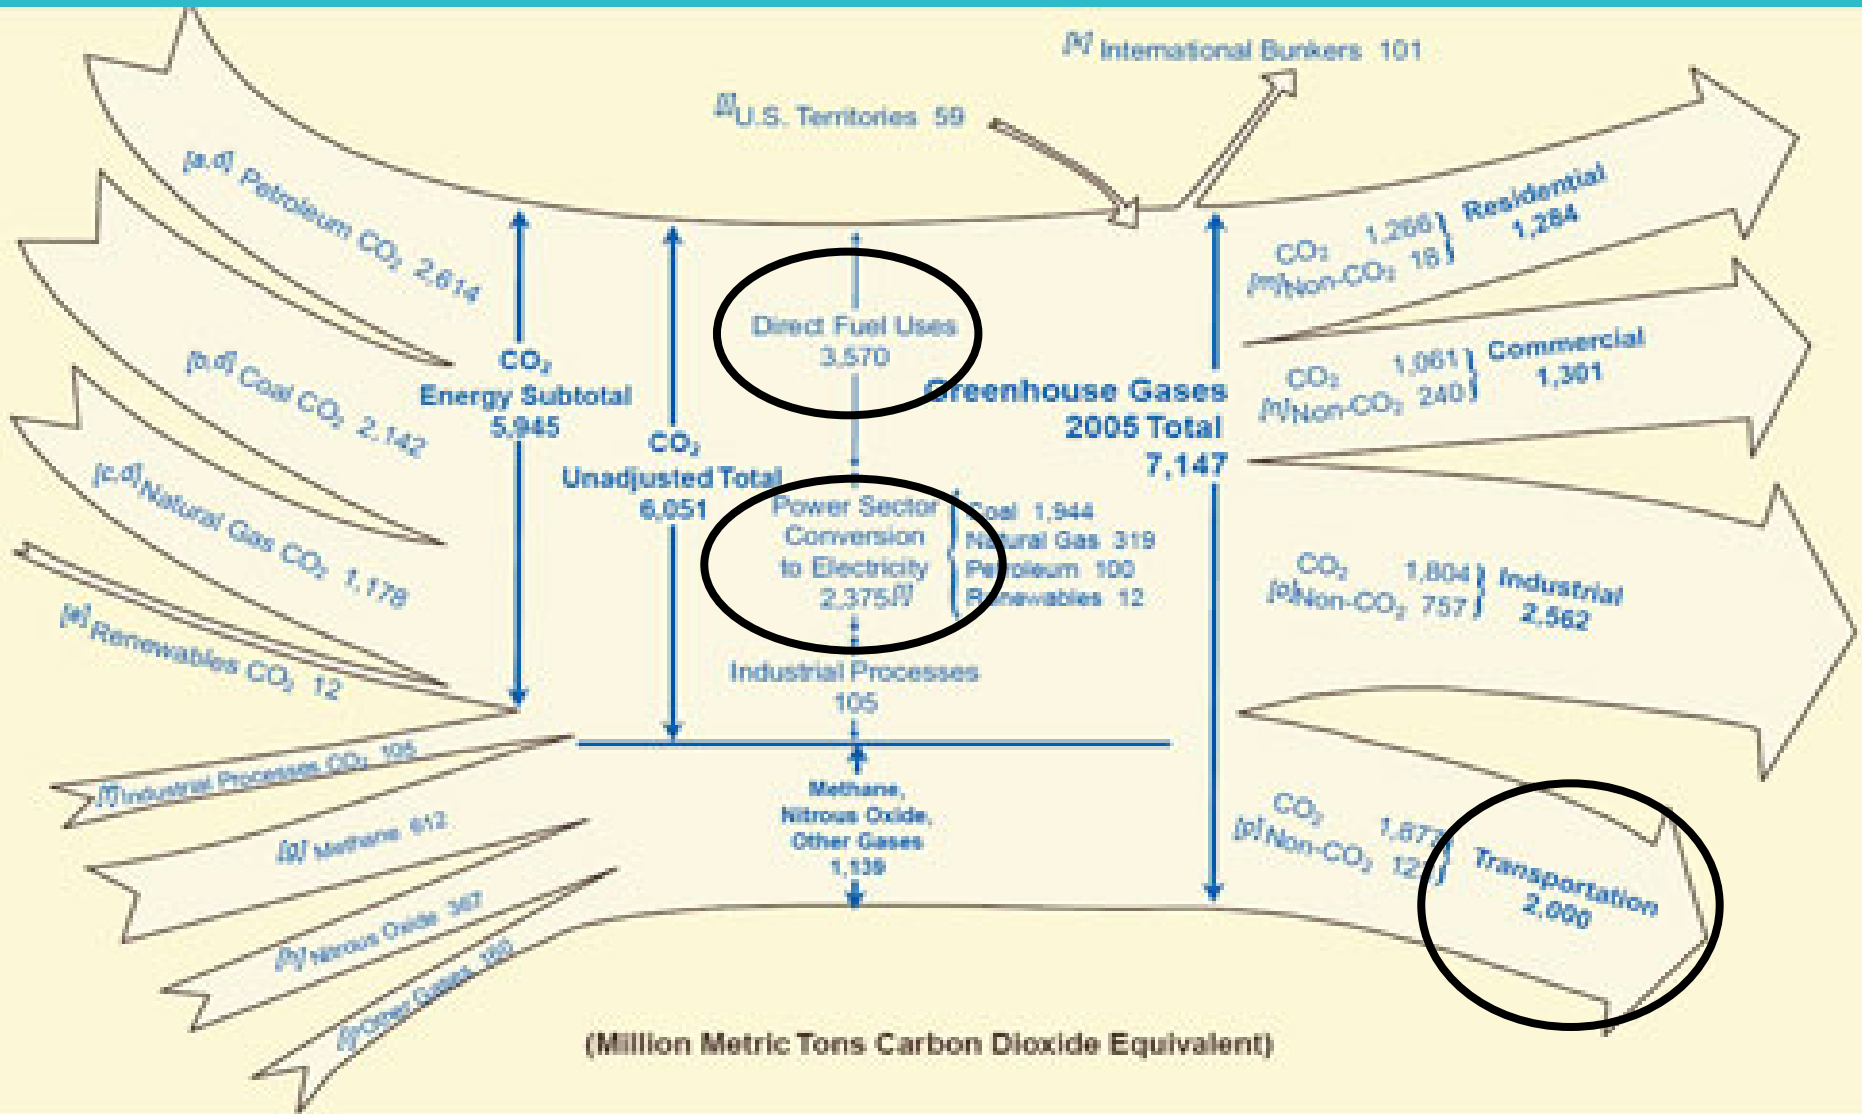 [k] International Bunkers 101
U.S. Territories 59
[a,d] Petroleum CO₂ 2,614
[b,d] Coal CO₂ 2,142
[c,d] Natural Gas CO₂ 1,178
[e] Renewables CO₂ 12
[f] Industrial Processes CO₂ 105
[g] Methane 612
[h] Nitrous Oxide 367
Other Gases 160
CO₂
Energy Subtotal
5,945
CO₂
Unadjusted Total
6,051
Direct Fuel Uses
3,570
Power Sector
Conversion
to Electricity
2,375
Coal 1,944
Natural Gas 319
Petroleum 100
Renewables 12
Industrial Processes
105
Methane,
Nitrous Oxide,
Other Gases
1,139
Greenhouse Gases
2005 Total
7,147
CO₂ 1,266
[m] Non-CO₂ 18
Residential
1,284
CO₂ 1,061
[n] Non-CO₂ 240
Commercial
1,301
CO₂ 1,804
[o] Non-CO₂ 757
Industrial
2,562
CO₂ 1,877
[p] Non-CO₂
Transportation
2,000
(Million Metric Tons Carbon Dioxide Equivalent)